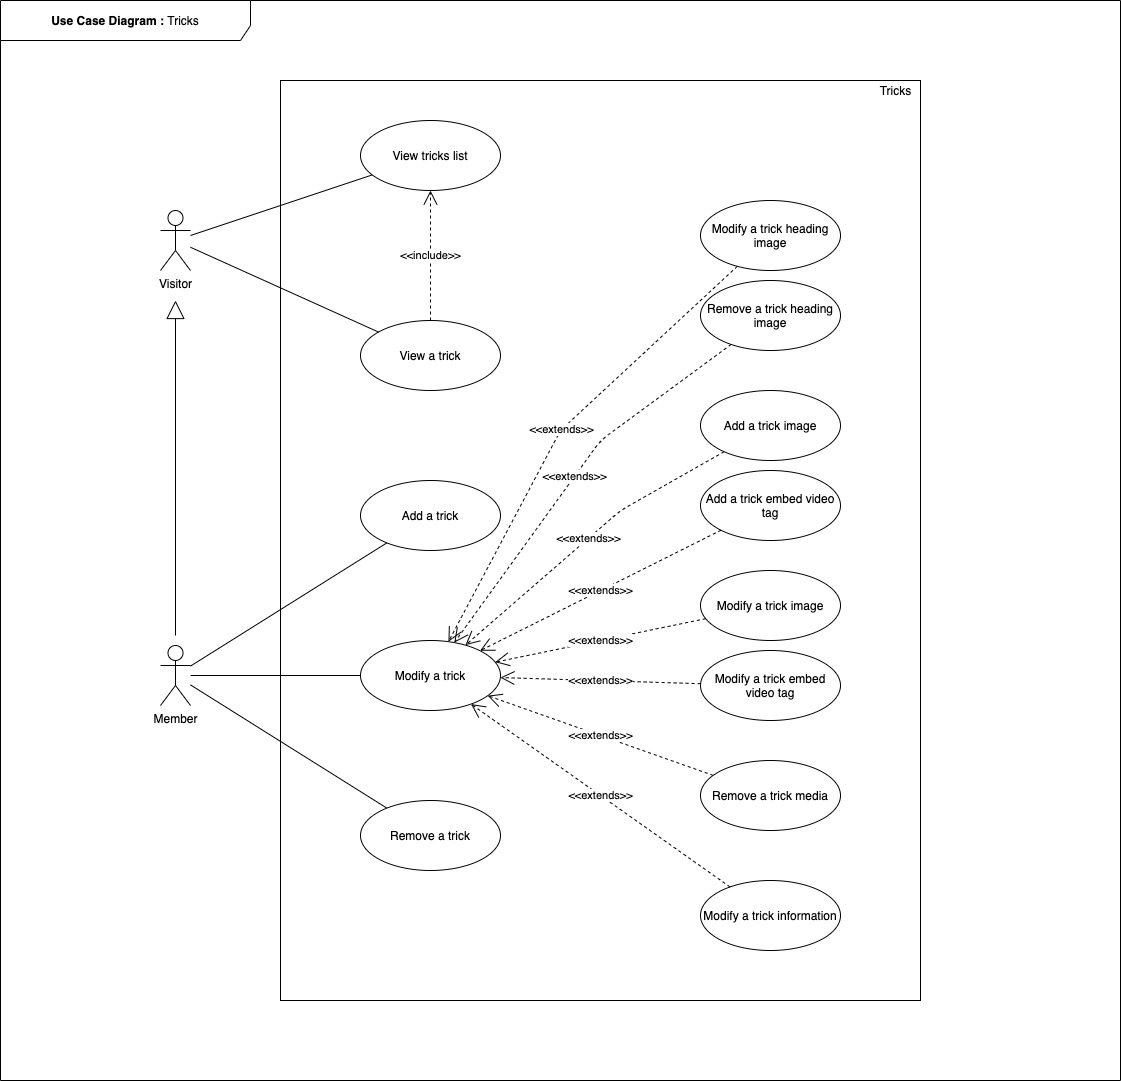 Use Case Diagram : Tricks
Tricks
View tricks list
<<include>>
View a trick
Visitor
Modify a trick heading
image
Remove a trick heading
image
<<extends>>
Add a trick image
<<extends>>
Add a trick embed video
tag
Add a trick
<<extends>>
<<extends>>
Modify a trick image
<<extends>>
Modify a trick
<<extends>>
Modify a trick embed
video tag
Member
<<extends>>
Remove a trick media
<<extends>>
Remove a trick
Modify a trick information